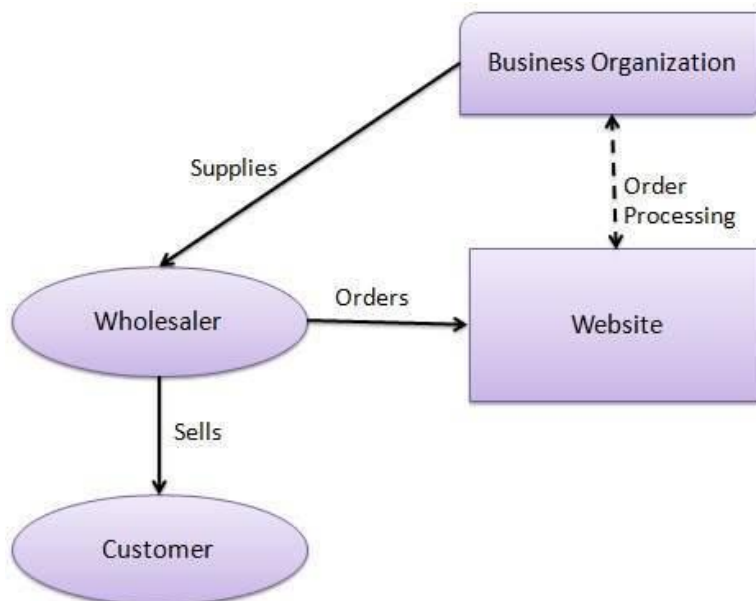 Business Organization
Supplies
Order
Processing
Wholesaler
Orders
Website
Sells
Customer